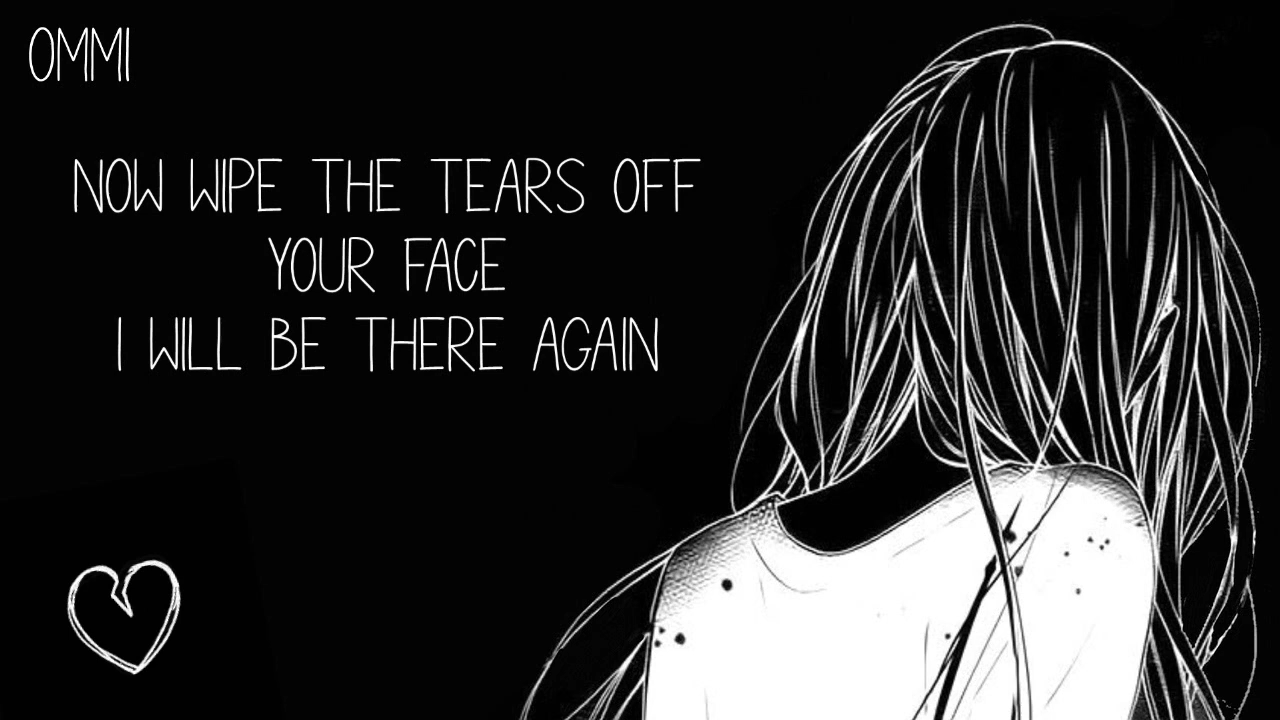 OMMI
NOW WIPE THE TEARS OFF
YOUR FACE
I WILL BE THERE AGAIN